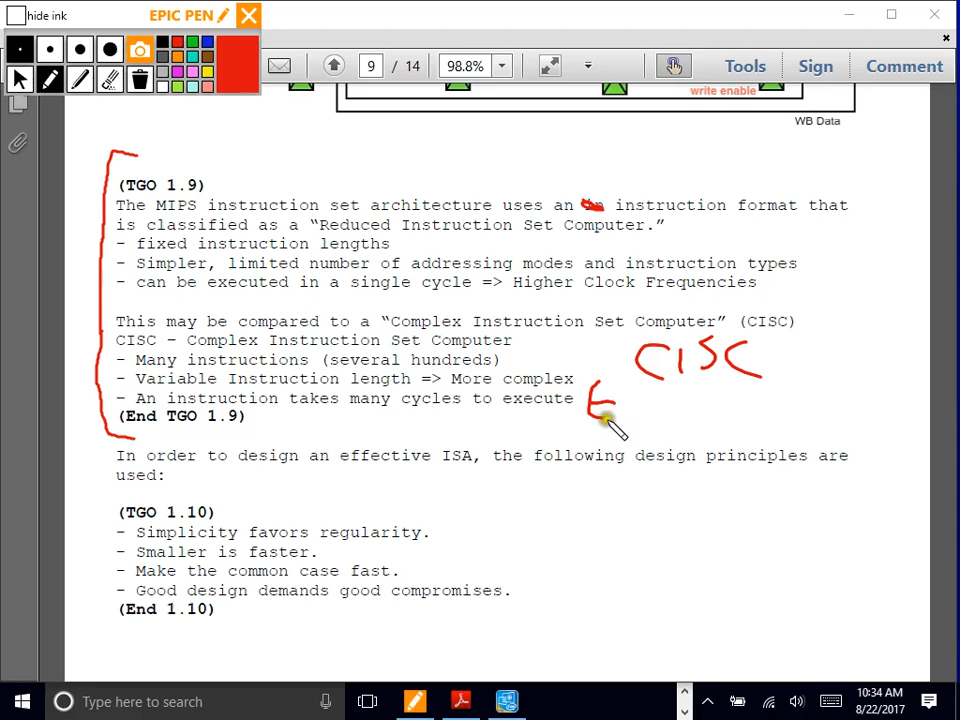 hide ink
EPIC PEN
9 / 14
98.8%
Tools
Sign
Comment
write enable
WB Data
(TGO 1.9)
The MIPS instruction set architecture uses an instruction format that
is classified as a “Reduced Instruction Set Computer.”
- fixed instruction lengths
- Simpler, limited number of addressing modes and instruction types
- can be executed in a single cycle => Higher Clock Frequencies
This may be compared to a “Complex Instruction Set Computer” (CISC)
CISC – Complex Instruction Set Computer
CISC
- Many instructions (several hundreds)
- Variable Instruction length => More complex
- An instruction takes many cycles to execute
E
(End TGO 1.9)
In order to design an effective ISA, the following design principles are
used:
(TGO 1.10)
- Simplicity favors regularity.
- Smaller is faster.
- Make the common case fast.
- Good design demands good compromises.
(End 1.10)
Type here to search
10:34 AM
8/22/2017